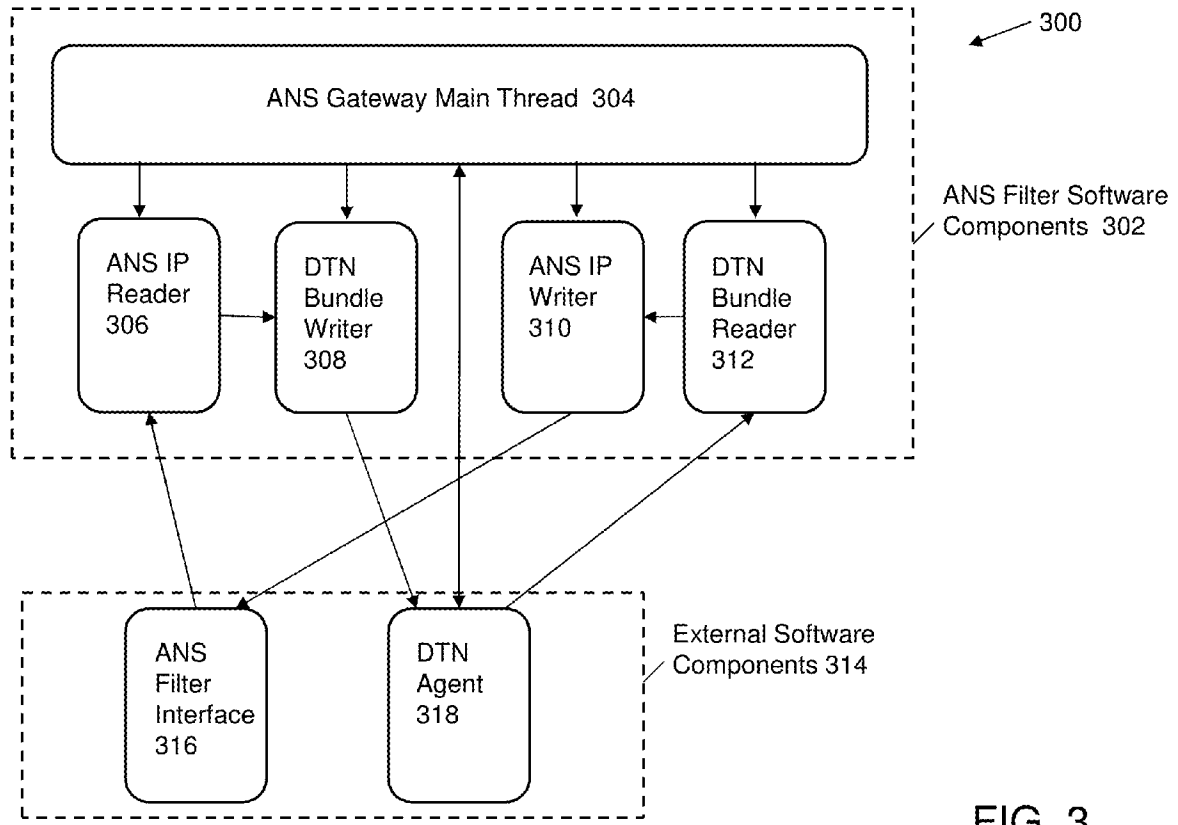 300
ANS Gateway Main Thread 304
ANS Filter Software
Components 302
ANS IP
Reader
306
DTN
Bundle
Writer
308
ANS IP
Writer
310
DTN
Bundle
Reader
312
External Software
Components 314
ANS
Filter
Interface
316
DTN
Agent
318
FIG. 3